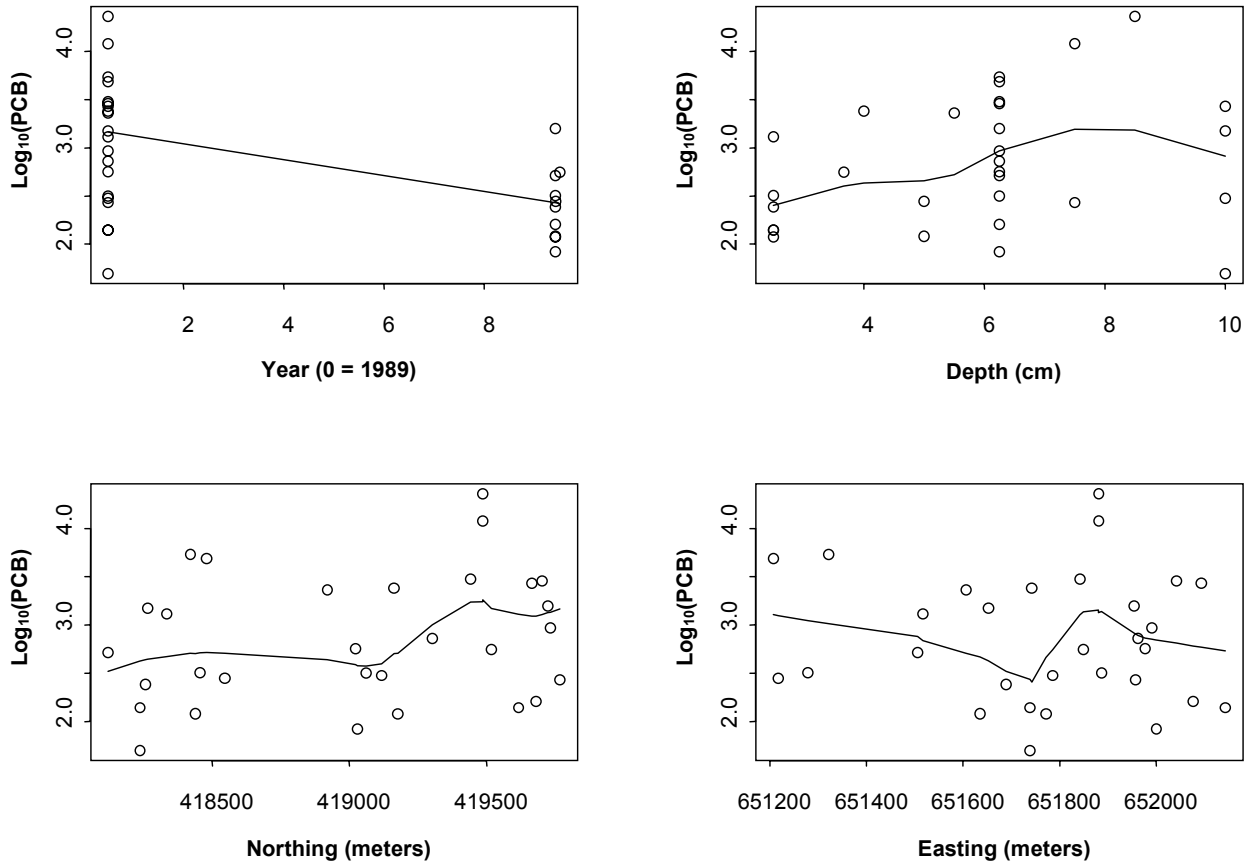 Log₁₀(PCB)
4.0
3.0
2.0
2 4 6 8
Year (0 = 1989)
Log₁₀(PCB)
4.0
3.0
2.0
4 6 8 10
Depth (cm)
Log₁₀(PCB)
4.0
3.0
2.0
418500 419000 419500
Northing (meters)
Log₁₀(PCB)
4.0
3.0
2.0
651200 651400 651600 651800 652000
Easting (meters)